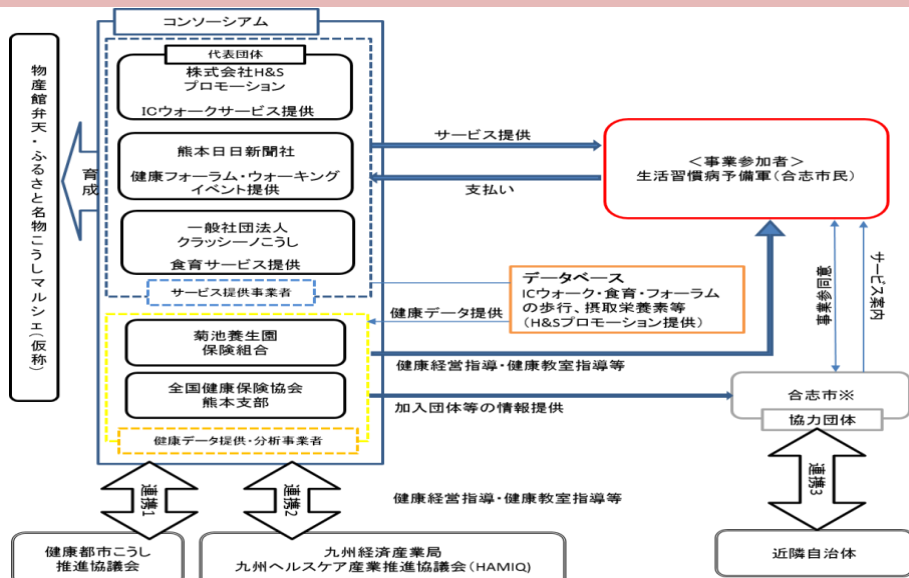 コンソーシアム
代表団体
株式会社H&S
プロモーション
ICウォークサービス提供
熊本日日新聞社
健康フォーラム・ウォーキング
イベント提供
一般社団法人
クラッシーノこうし
食育サービス提供
サービス提供事業者
菊池養生園
保険組合
全国健康保険協会
熊本支部
健康データ提供・分析事業者
物産館弁天・ふるさと名物こうしマルシェ(仮称)
育成
サービス提供
支払い
<事業参加者>
生活習慣病予備軍(合志市民)
データベース
ICウォーク・食育・フォーラム
の歩行、摂取栄養素等
(H&Sプロモーション提供)
健康データ提供
健康経営指導・健康教室指導等
加入団体等の情報提供
事業参加同意
サービス案内
合志市※
協力団体
連携1
連携2
連携3
健康経営指導・健康教室指導等
健康都市こうし
推進協議会
九州経済産業局
九州ヘルスケア産業推進協議会(HAMIQ)
近隣自治体